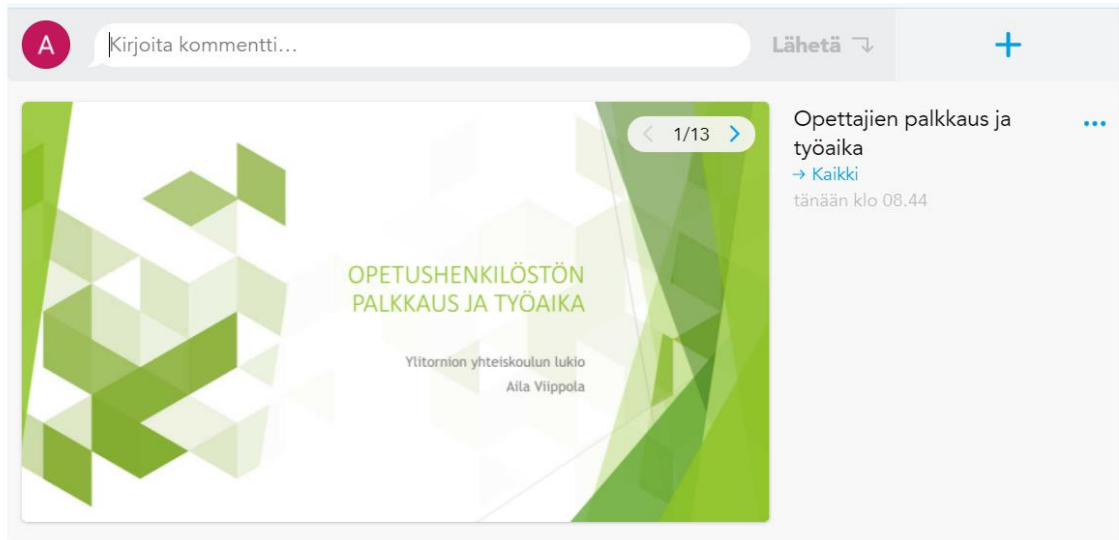 A
Kirjoita kommentti...
Lähetä
1/13
Opettajien palkkaus ja
työaika
→ Kaikki
tänään klo 08.44
OPETUSHENKILÖSTÖN
PALKKAUS JA TYÖAIKA
Ylitornion yhteiskoulun lukio
Aila Viippola